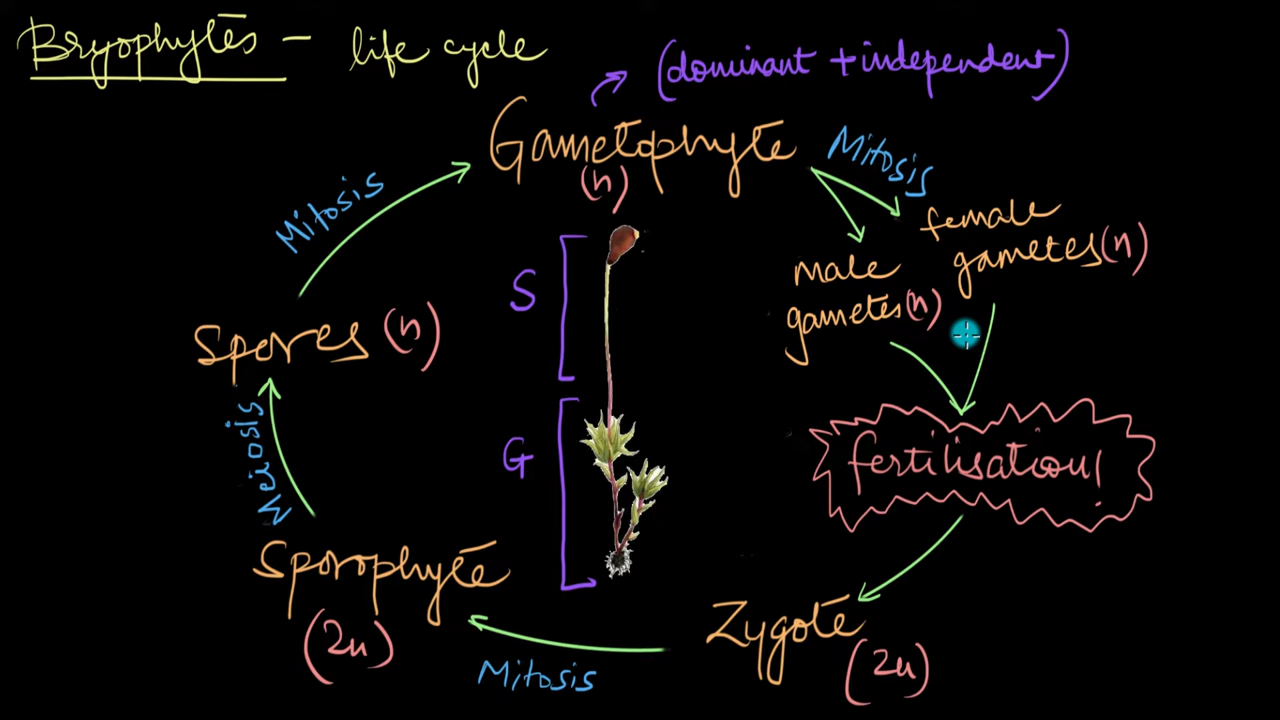 Bryophytes - life cycle
(dominant + independent)
Gametophyte
(n)
Mitosis
Mitosis
female
gametes (n)
male
gametes (n)
S
Spores (n)
fertilisation!
G
Meiosis
Sporophyte
(2n)
Zygote
(2n)
Mitosis